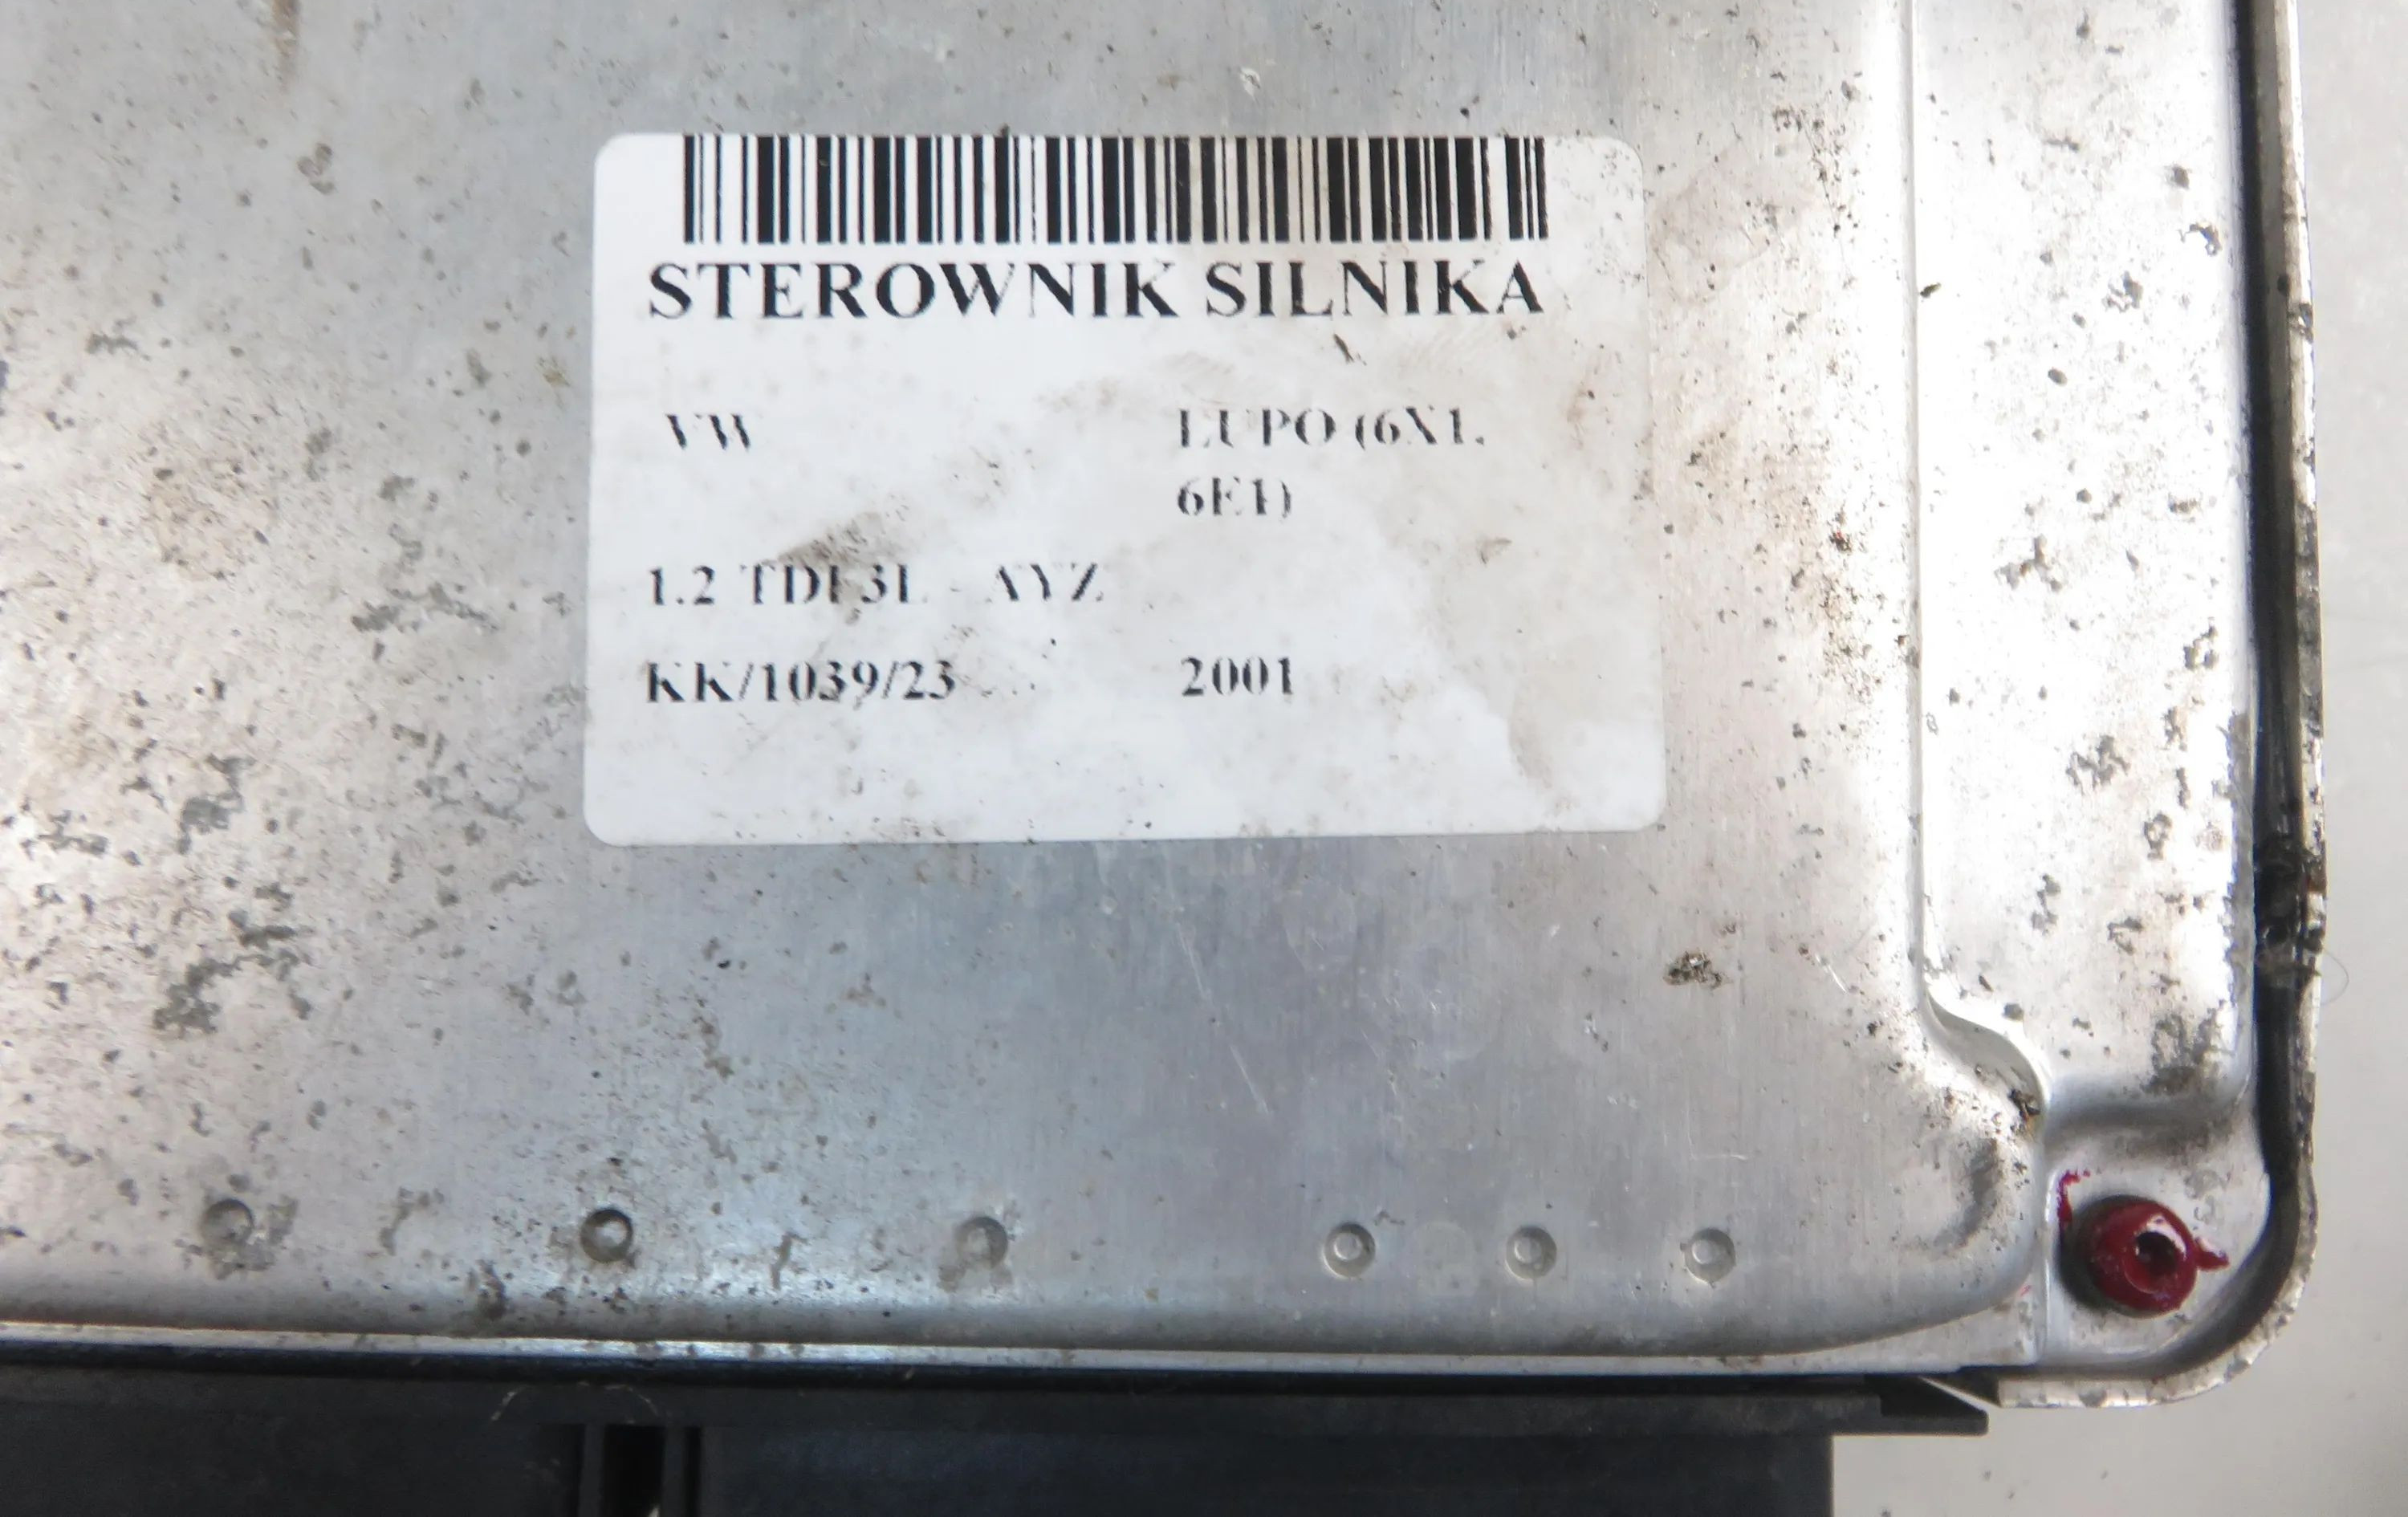 STEROWNIK SILNIKA
VW LUPO (6X1,
6E1)
1.2 TDI 3L - AYZ
KK/1039/23 2001